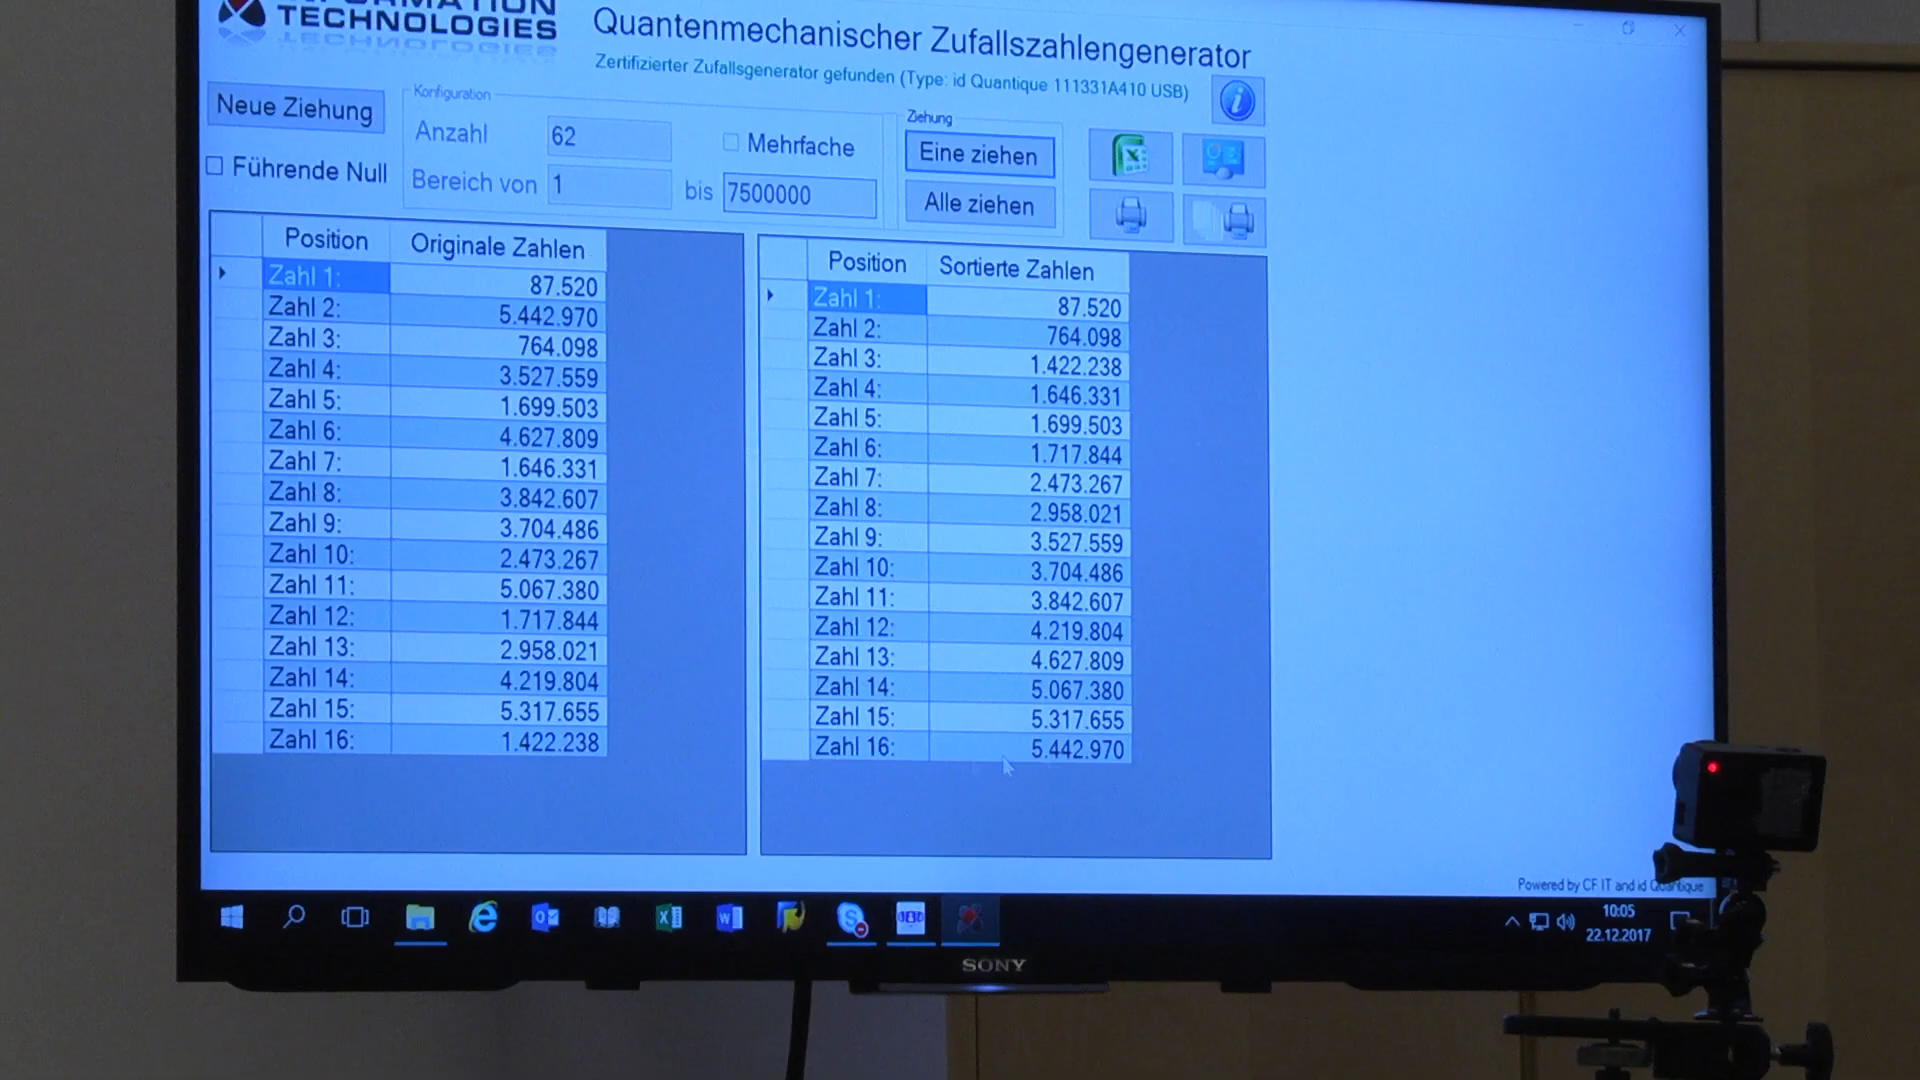 TECHNOLOGIES
Quantenmechanischer Zufallszahlengenerator
Zertifizierter Zufallsgenerator gefunden (Type: id Quantique 111331A410 USB)
Neue Ziehung
Führende Null
Konfiguration
Anzahl 62
Mehrfache
Bereich von 1 bis 7500000
Ziehung
Eine ziehen
Alle ziehen
Position Originale Zahlen
Zahl 1: 87.520
Zahl 2: 5.442.970
Zahl 3: 764.098
Zahl 4: 3.527.559
Zahl 5: 1.699.503
Zahl 6: 4.627.809
Zahl 7: 1.646.331
Zahl 8: 3.842.607
Zahl 9: 3.704.486
Zahl 10: 2.473.267
Zahl 11: 5.067.380
Zahl 12: 1.717.844
Zahl 13: 2.958.021
Zahl 14: 4.219.804
Zahl 15: 5.317.655
Zahl 16: 1.422.238
Position Sortierte Zahlen
Zahl 1: 87.520
Zahl 2: 764.098
Zahl 3: 1.422.238
Zahl 4: 1.646.331
Zahl 5: 1.699.503
Zahl 6: 1.717.844
Zahl 7: 2.473.267
Zahl 8: 2.958.021
Zahl 9: 3.527.559
Zahl 10: 3.704.486
Zahl 11: 3.842.607
Zahl 12: 4.219.804
Zahl 13: 4.627.809
Zahl 14: 5.067.380
Zahl 15: 5.317.655
Zahl 16: 5.442.970
Powered by CF IT and id Quantique
10:05
22.12.2017
SONY